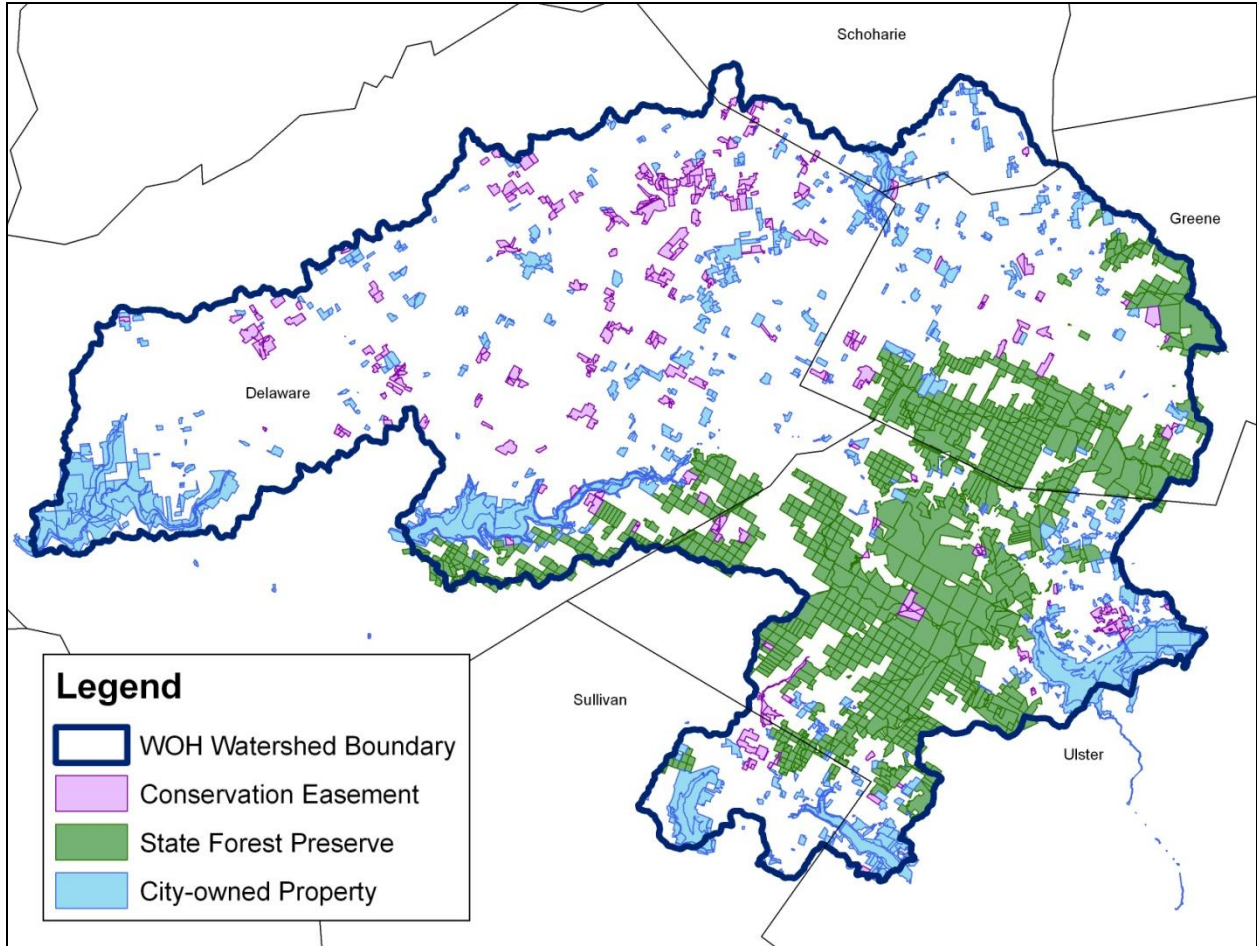 Schoharie
Greene
Delaware
Sullivan
Ulster
Legend
WOH Watershed Boundary
Conservation Easement
State Forest Preserve
City-owned Property